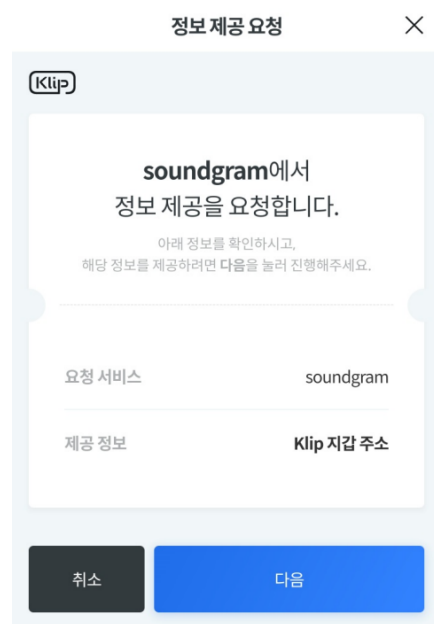 정보 제공 요청
Klip
soundgram에서
정보 제공을 요청합니다.
아래 정보를 확인하시고,
해당 정보를 제공하려면 다음을 눌러 진행해주세요.
요청 서비스 soundgram
제공 정보 Klip 지갑 주소
취소 다음